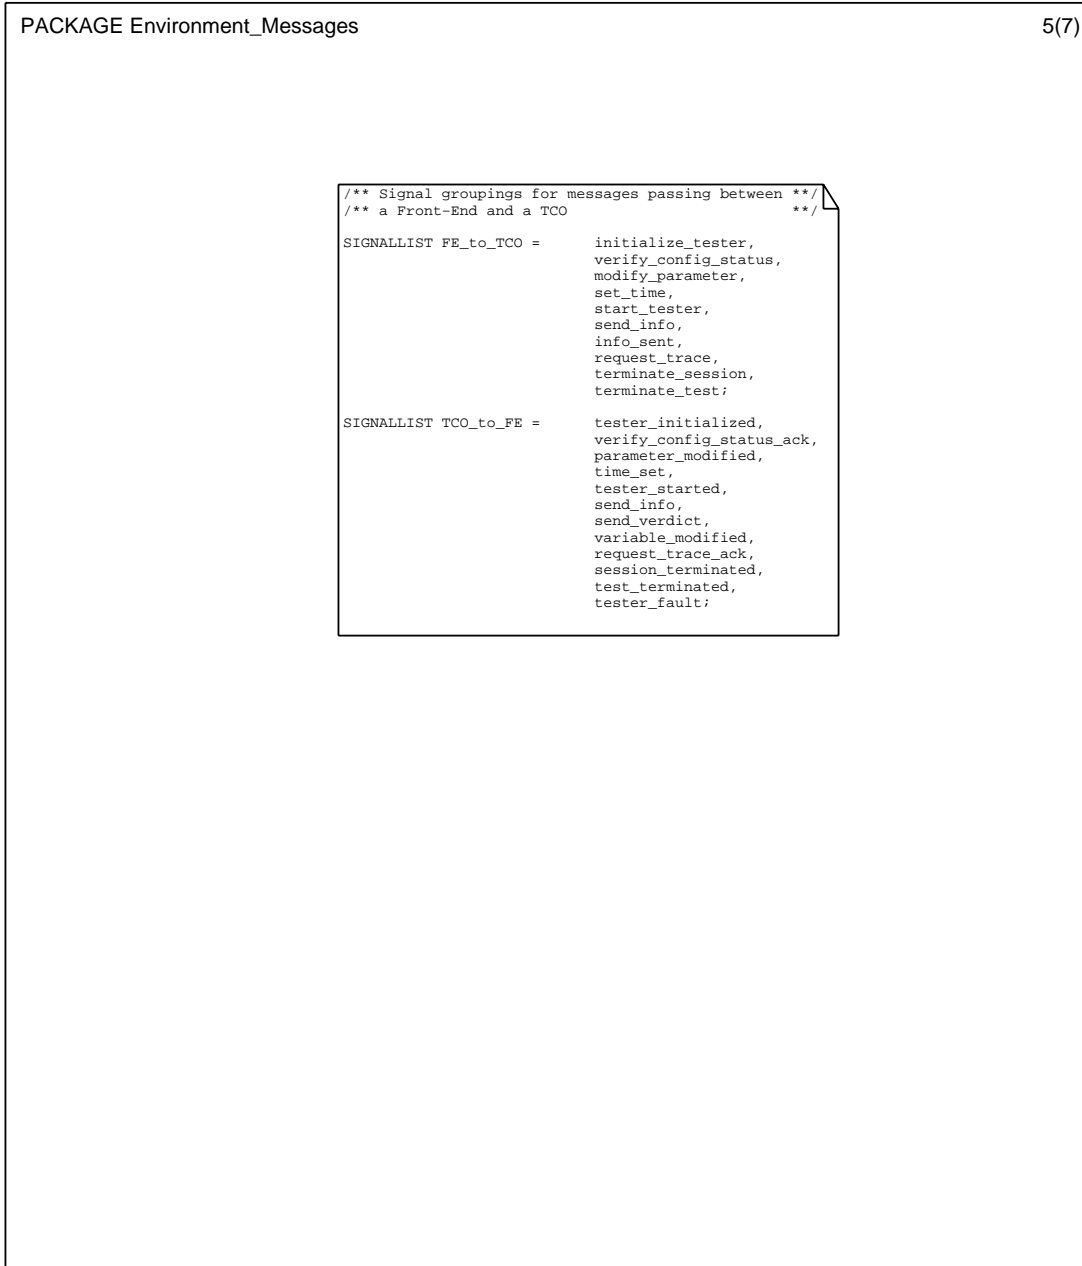 PACKAGE Environment_Messages 5(7)
/** Signal groupings for messages passing between **/
/** a Front-End and a TCO **/
SIGNALLIST FE_to_TCO = initialize_tester,
verify_config_status,
modify_parameter,
set_time,
start_tester,
send_info,
info_sent,
request_trace,
terminate_session,
terminate_test;
SIGNALLIST TCO_to_FE = tester_initialized,
verify_config_status_ack,
parameter_modified,
time_set,
tester_started,
send_info,
send_verdict,
variable_modified,
request_trace_ack,
session_terminated,
test_terminated,
tester_fault;